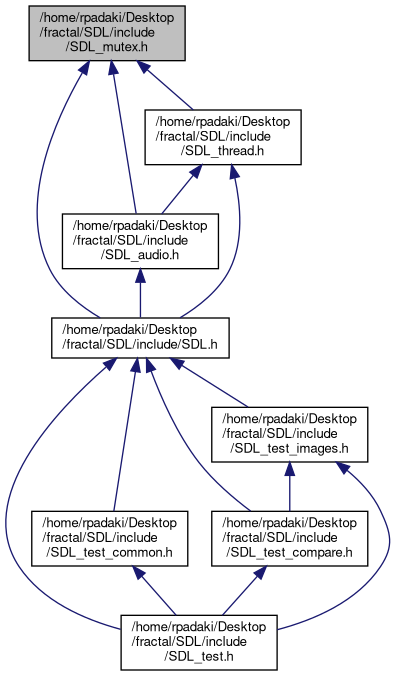 /home/rpadaki/Desktop
/fractal/SDL/include
/SDL_mutex.h
/home/rpadaki/Desktop
/fractal/SDL/include
/SDL_thread.h
/home/rpadaki/Desktop
/fractal/SDL/include
/SDL_audio.h
/home/rpadaki/Desktop
/fractal/SDL/include/SDL.h
/home/rpadaki/Desktop
/fractal/SDL/include
/SDL_test_images.h
/home/rpadaki/Desktop
/fractal/SDL/include
/SDL_test_common.h
/home/rpadaki/Desktop
/fractal/SDL/include
/SDL_test_compare.h
/home/rpadaki/Desktop
/fractal/SDL/include
/SDL_test.h